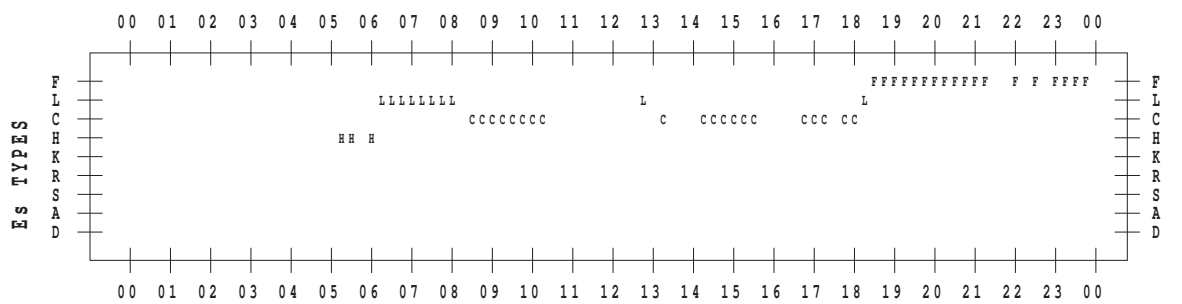 00 01 02 03 04 05 06 07 08 09 10 11 12 13 14 15 16 17 18 19 20 21 22 23 00
F FFFFFFFFFFFF F F FFFF F
L LLLLLLLL L L L
C CCCCCCCC C CCCCCC CCC CC C
H HH H H
K K
R R
S S
A A
D D
Es TYPES
00 01 02 03 04 05 06 07 08 09 10 11 12 13 14 15 16 17 18 19 20 21 22 23 00